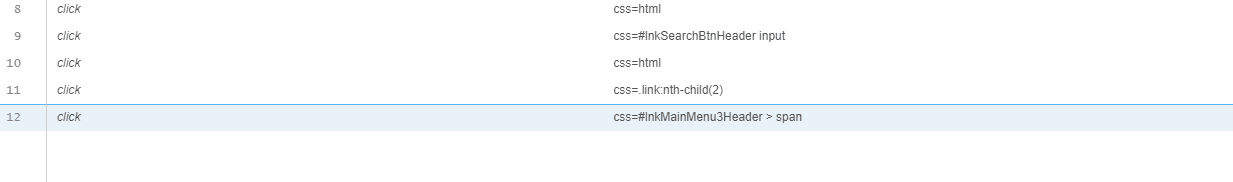 8 click css=html
9 click css=#lnkSearchBtnHeader input
10 click css=html
11 click css=.link:nth-child(2)
12 click css=#lnkMainMenu3Header > span